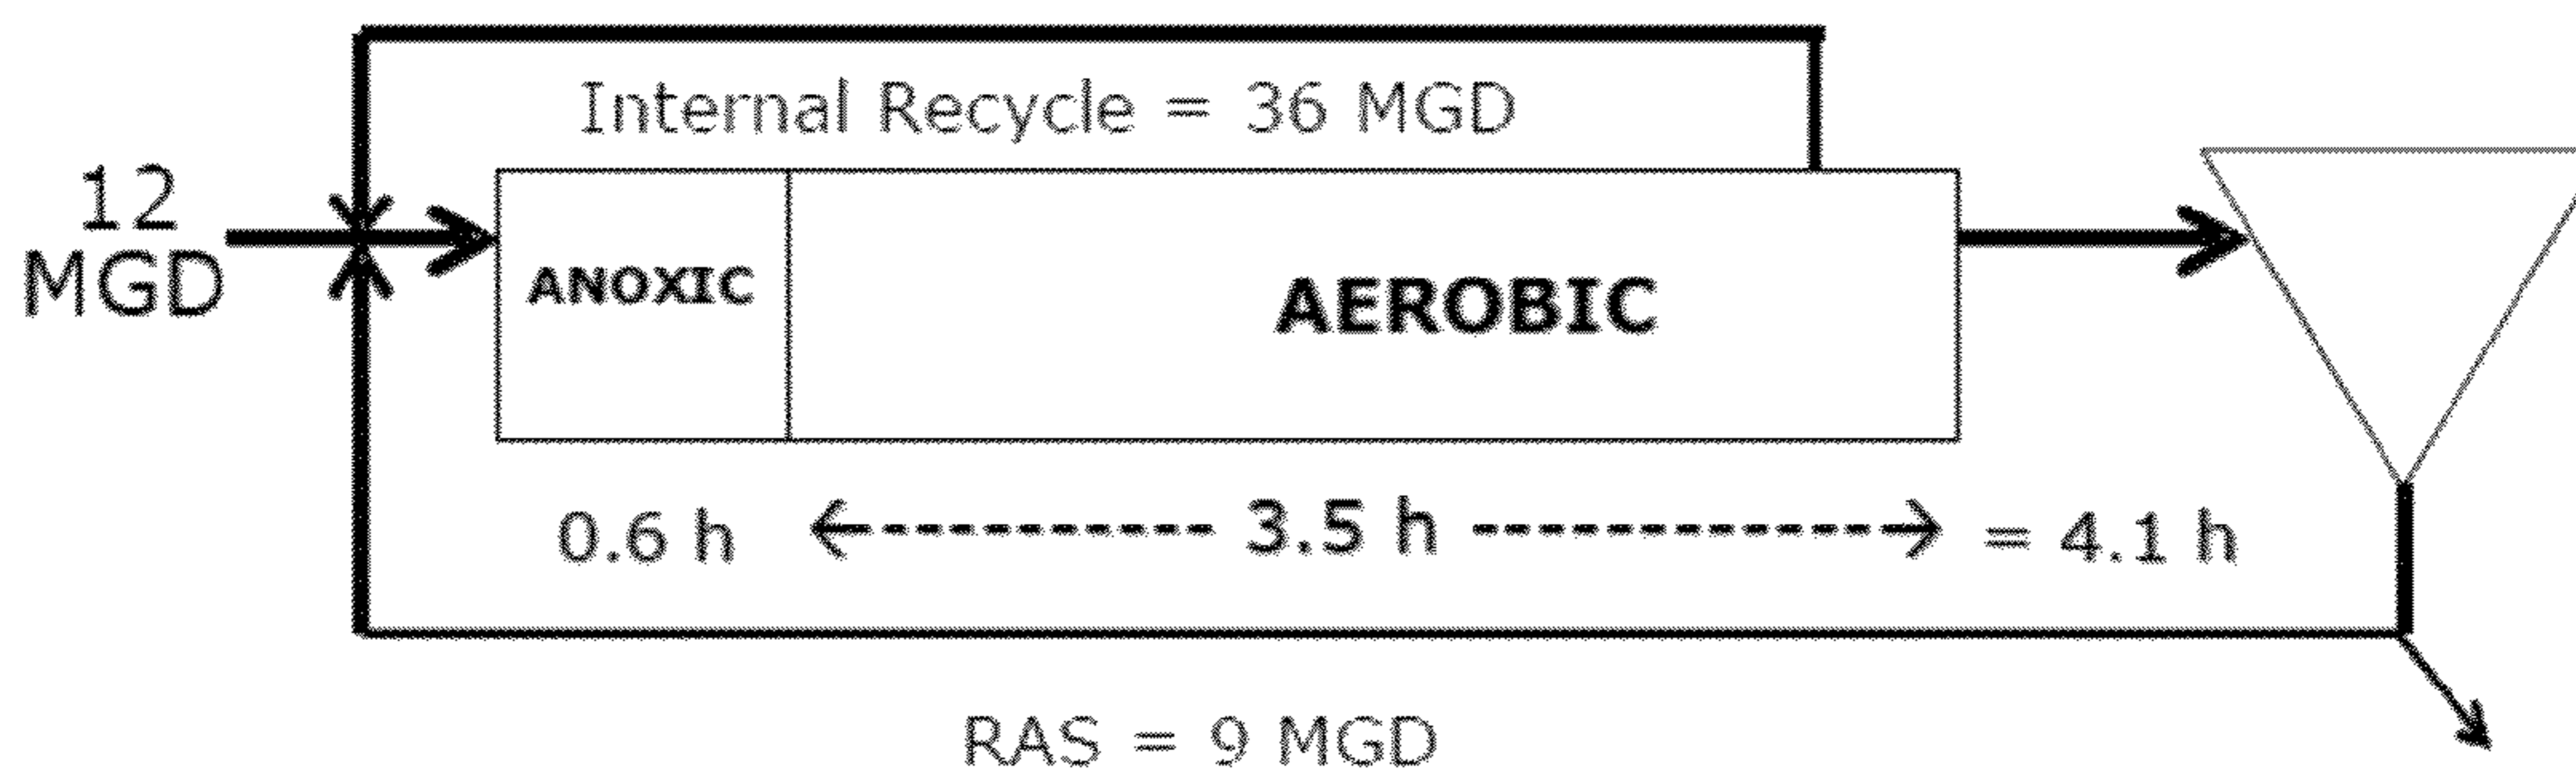 Internal Recycle = 36 MGD
12
MGD
ANOXIC
AEROBIC
0.6 h
3.5 h
= 4.1 h
RAS = 9 MGD